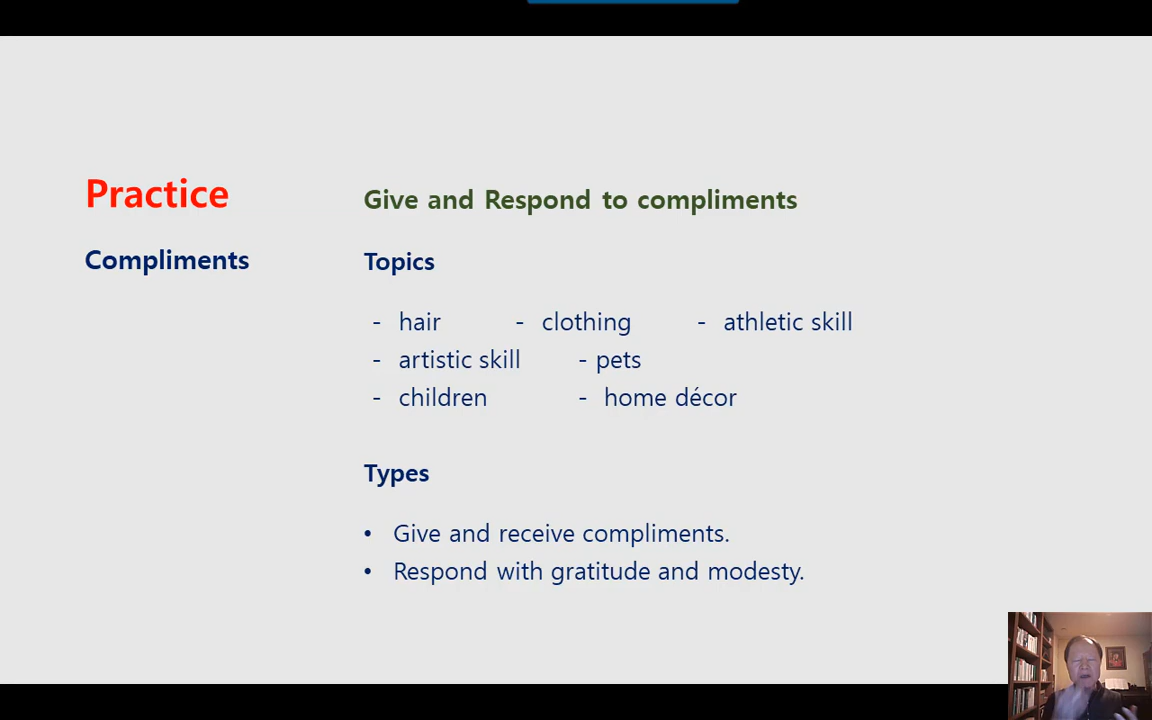 Practice
Give and Respond to compliments
Compliments
Topics
- hair - clothing - athletic skill
- artistic skill - pets
- children - home décor
Types
• Give and receive compliments.
• Respond with gratitude and modesty.